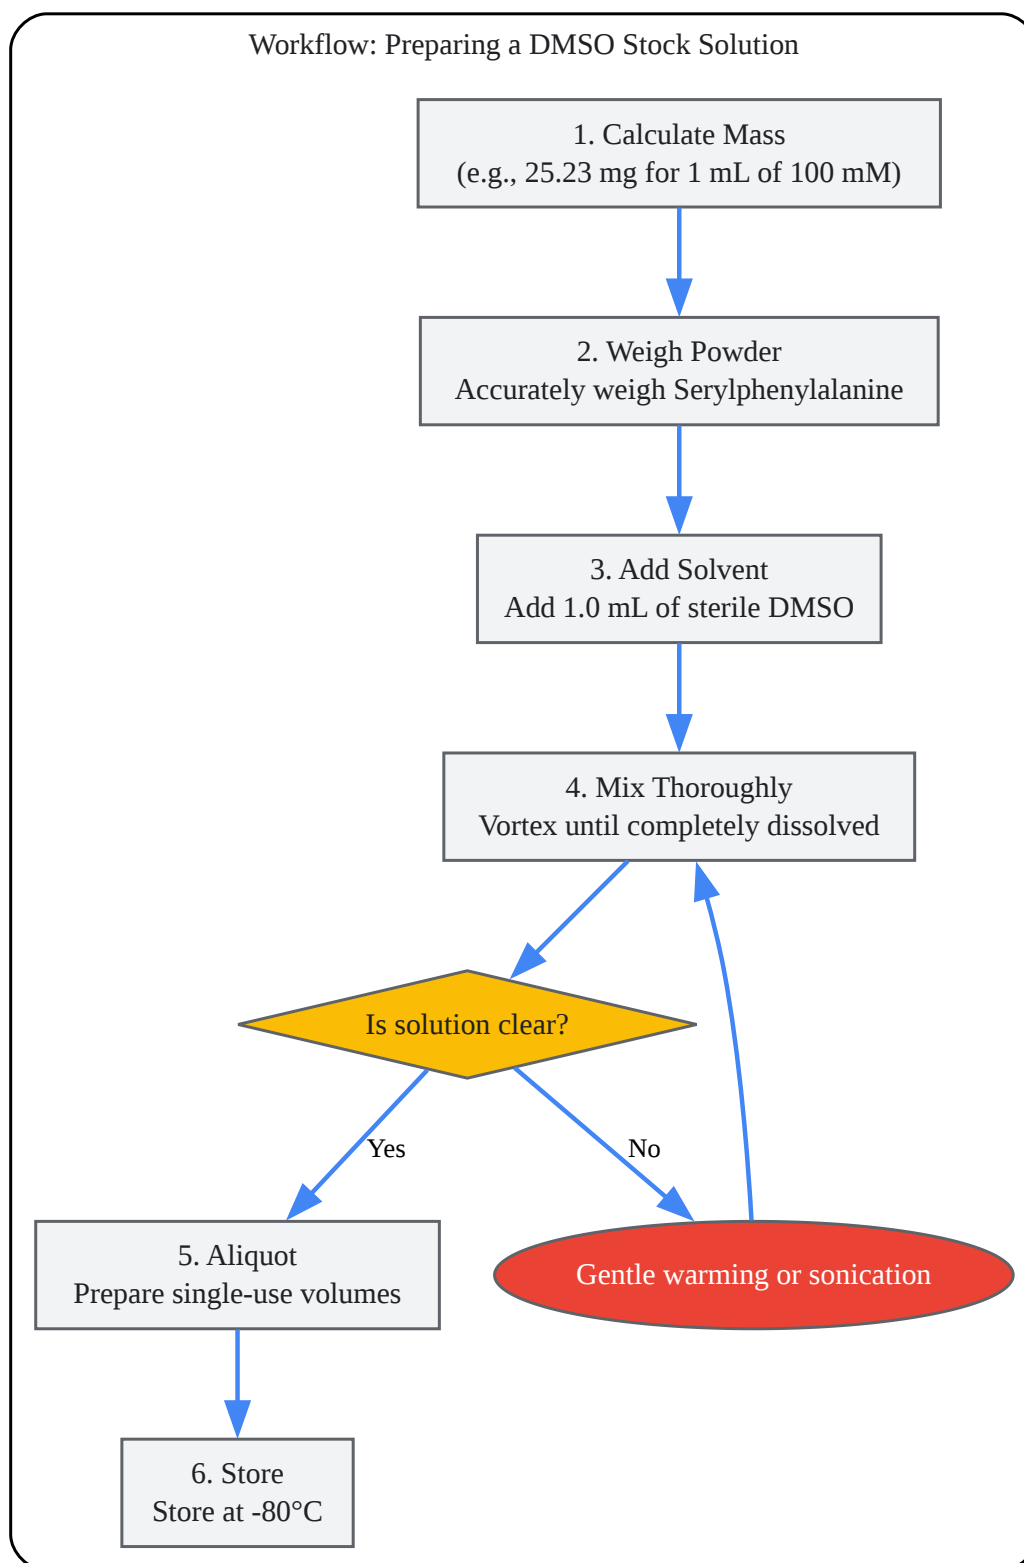 Workflow: Preparing a DMSO Stock Solution
1. Calculate Mass
(e.g., 25.23 mg for 1 mL of 100 mM)
2. Weigh Powder
Accurately weigh Serylphenylalanine
3. Add Solvent
Add 1.0 mL of sterile DMSO
4. Mix Thoroughly
Vortex until completely dissolved
Is solution clear?
Yes
No
5. Aliquot
Prepare single-use volumes
Gentle warming or sonication
6. Store
Store at -80°C